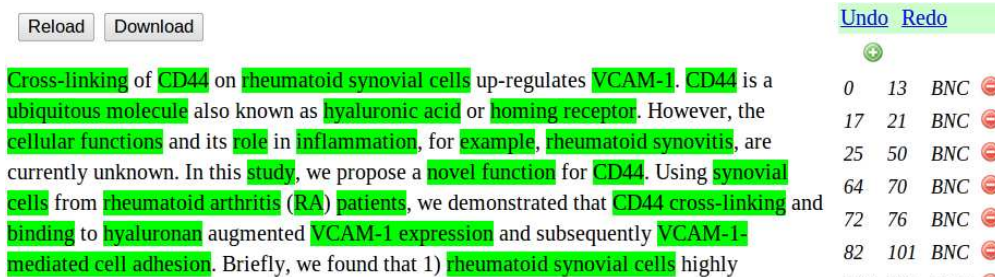 Reload Download
Undo Redo
Cross-linking of CD44 on rheumatoid synovial cells up-regulates VCAM-1. CD44 is a
ubiquitous molecule also known as hyaluronic acid or homing receptor. However, the
cellular functions and its role in inflammation, for example, rheumatoid synovitis, are
currently unknown. In this study, we propose a novel function for CD44. Using synovial
cells from rheumatoid arthritis (RA) patients, we demonstrated that CD44 cross-linking and
binding to hyaluronan augmented VCAM-1 expression and subsequently VCAM-1-
mediated cell adhesion. Briefly, we found that 1) rheumatoid synovial cells highly
0 13 BNC
17 21 BNC
25 50 BNC
64 70 BNC
72 76 BNC
82 101 BNC